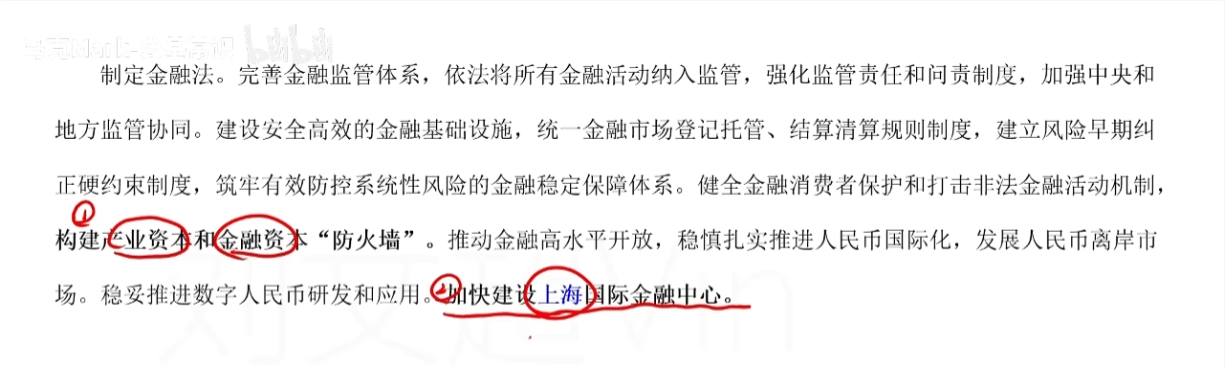 bilibili
制定金融法。完善金融监管体系，依法将所有金融活动纳入监管，强化监管责任和问责制度，加强中央和
地方监管协同。建设安全高效的金融基础设施，统一金融市场登记托管、结算清算规则制度，建立风险早期纠
正硬约束制度，筑牢有效防控系统性风险的金融稳定保障体系。健全金融消费者保护和打击非法金融活动机制，
①
构建产业资本和金融资本“防火墙”。推动金融高水平开放，稳慎扎实推进人民币国际化，发展人民币离岸市
场。稳妥推进数字人民币研发和应用。②加快建设上海国际金融中心。
刘文超Vin